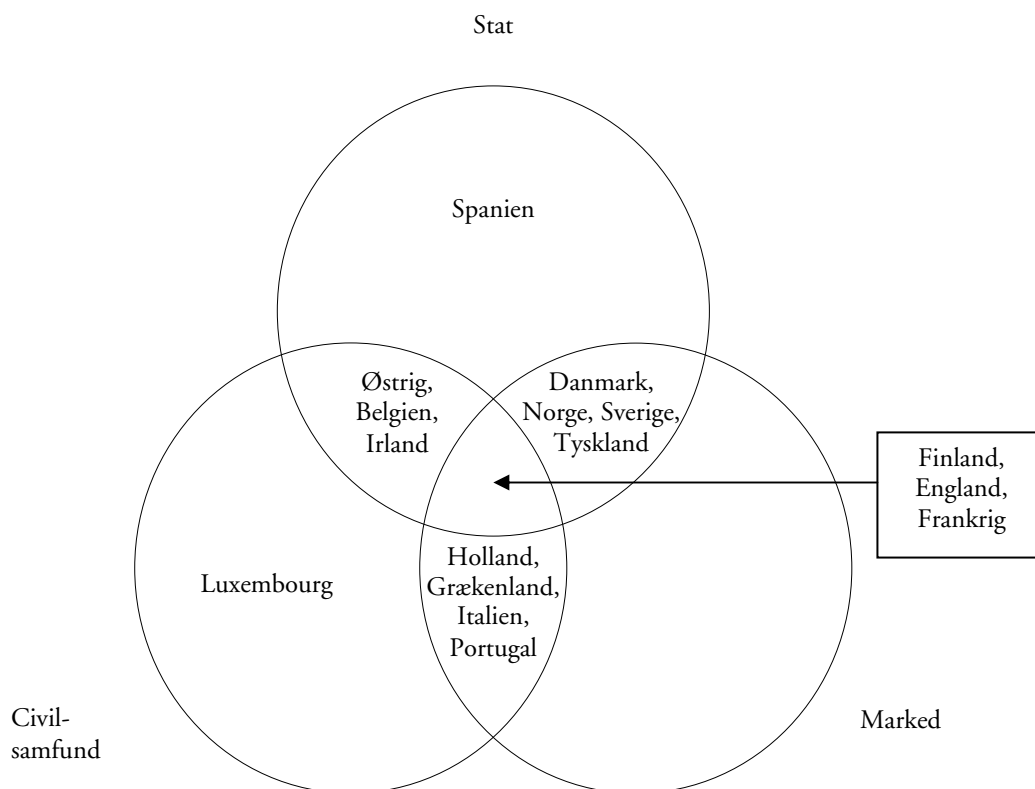 Stat
Spanien
Østrig,
Belgien,
Irland
Danmark,
Norge, Sverige,
Tyskland
Finland,
England,
Frankrig
Holland,
Grækenland,
Italien,
Portugal
Luxembourg
Civil-
samfund
Marked